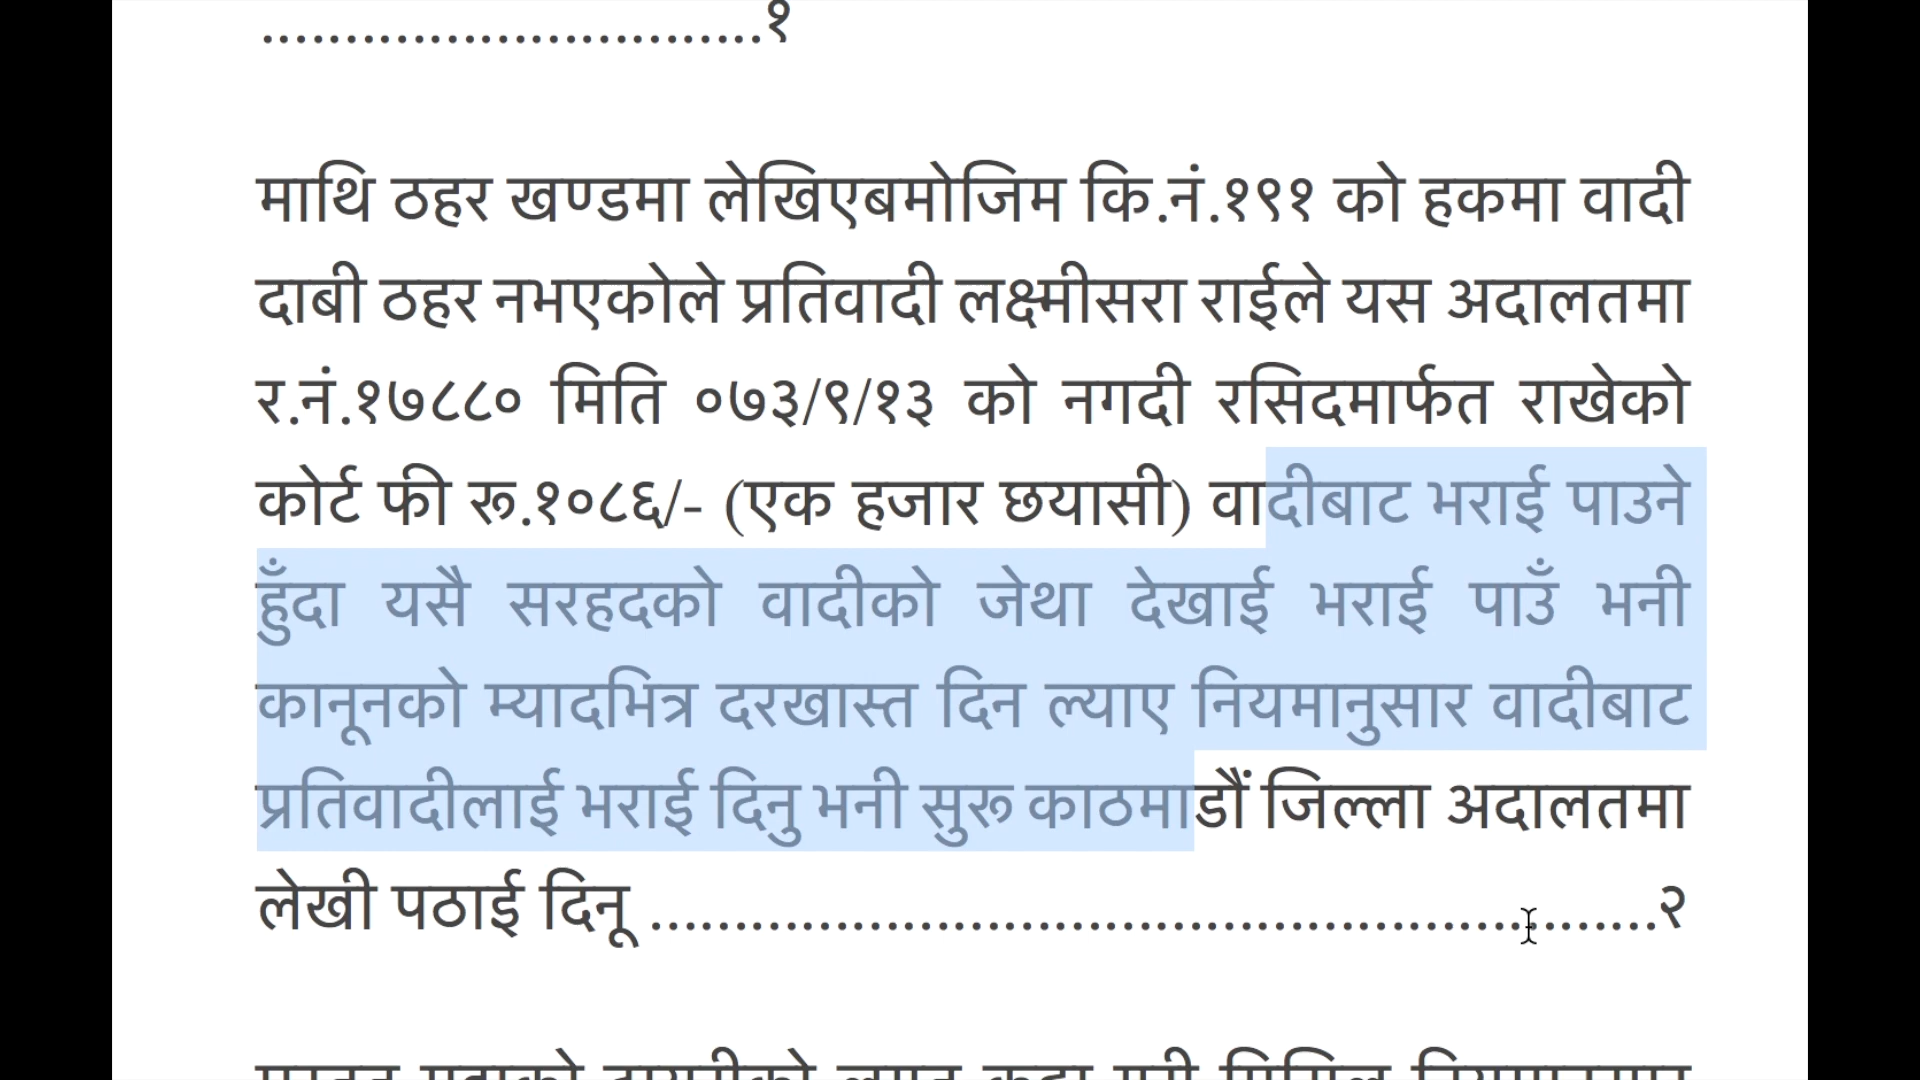 ..............................१
माथि ठहर खण्डमा लेखिएबमोजिम कि.नं.१९१ को हकमा वादी
दाबी ठहर नभएकोले प्रतिवादी लक्ष्मीसरा राईले यस अदालतमा
र.नं.१७८८० मिति ०७३/९/१३ को नगदी रसिदमार्फत राखेको
कोर्ट फी रू.१०८६/- (एक हजार छयासी) वादीबाट भराई पाउने
हुँदा यसै सरहदको वादीको जेथा देखाई भराई पाउँ भनी
कानूनको म्यादभित्र दरखास्त दिन ल्याए नियमानुसार वादीबाट
प्रतिवादीलाई भराई दिनु भनी सुरू काठमाडौं जिल्ला अदालतमा
लेखी पठाई दिनू ............................................................२